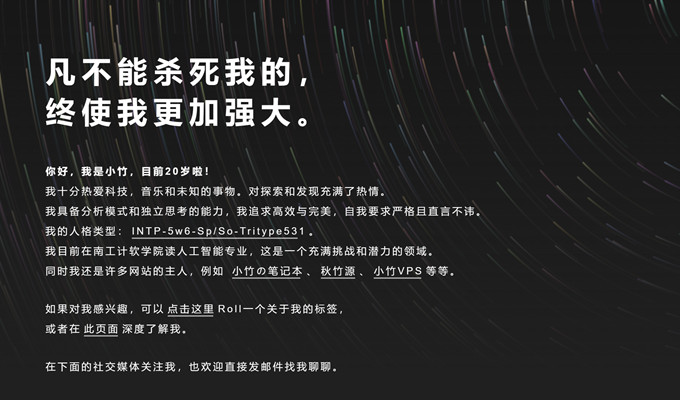 凡不能杀死我的，
终使我更加强大。
你好，我是小竹，目前20岁啦！
我十分热爱科技，音乐和未知的事物。对探索和发现充满了热情。
我具备分析模式和独立思考的能力，我追求高效与完美，自我要求严格且直言不讳。
我的人格类型： INTP-5w6-Sp/So-Tritype531 。
我目前在南工计软学院读人工智能专业，这是一个充满挑战和潜力的领域。
同时我还是许多网站的主人，例如 小竹の笔记本 、 秋竹源 、 小竹VPS 等等。
如果对我感兴趣，可以 点击这里 Roll一个关于我的标签，
或者在 此页面 深度了解我。
在下面的社交媒体关注我，也欢迎直接发邮件找我聊聊。